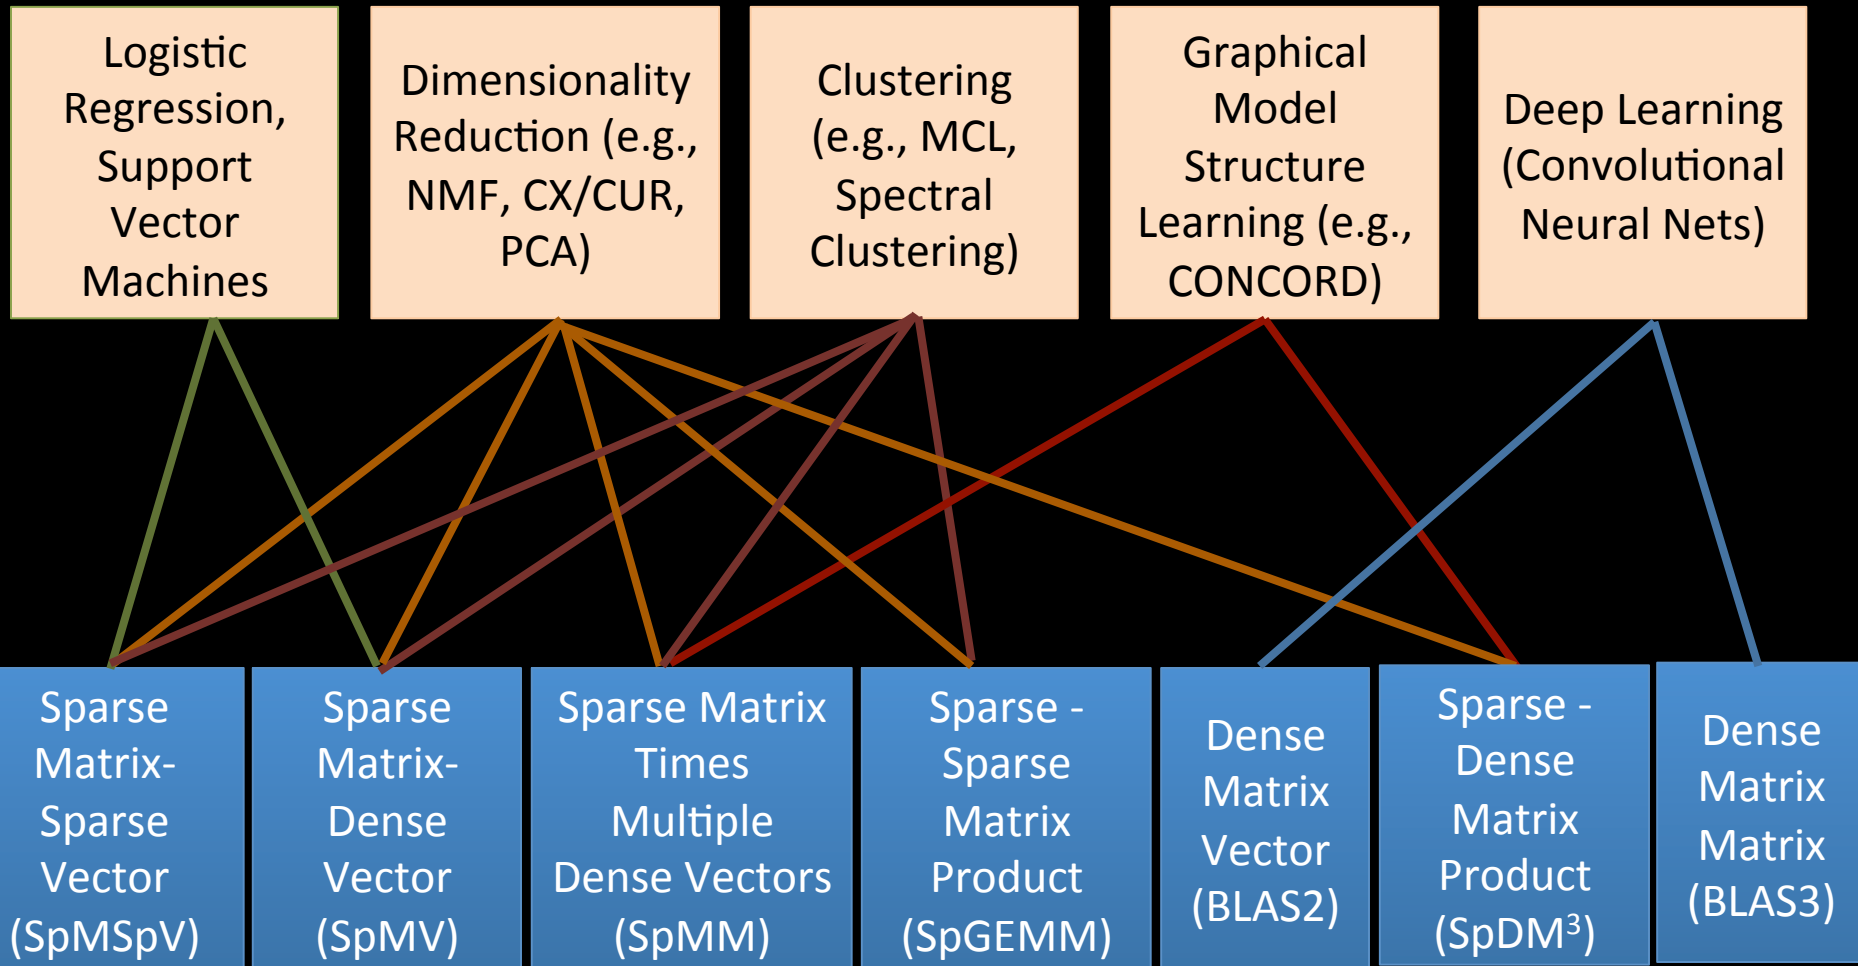 Logistic
Regression,
Support
Vector
Machines
Dimensionality
Reduction (e.g.,
NMF, CX/CUR,
PCA)
Clustering
(e.g., MCL,
Spectral
Clustering)
Graphical
Model
Structure
Learning (e.g.,
CONCORD)
Deep Learning
(Convolutional
Neural Nets)
Sparse
Matrix-
Sparse
Vector
(SpMSpV)
Sparse
Matrix-
Dense
Vector
(SpMV)
Sparse Matrix
Times
Multiple
Dense Vectors
(SpMM)
Sparse -
Sparse
Matrix
Product
(SpGEMM)
Dense
Matrix
Vector
(BLAS2)
Sparse -
Dense
Matrix
Product
(SpDM³)
Dense
Matrix
Matrix
(BLAS3)